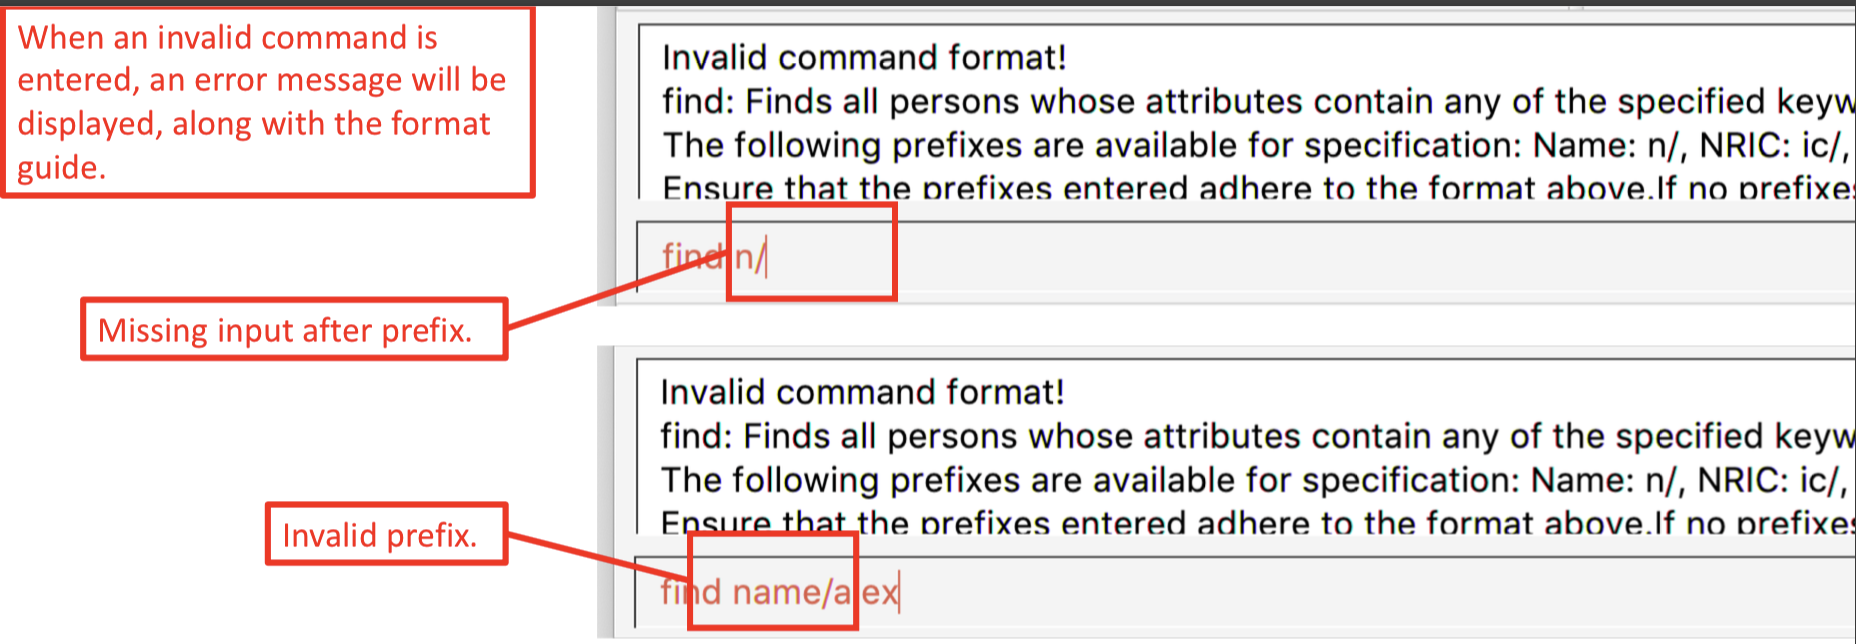 When an invalid command is
entered, an error message will be
displayed, along with the format
guide.
Invalid command format!
find: Finds all persons whose attributes contain any of the specified keyw
The following prefixes are available for specification: Name: n/, NRIC: ic/,
Ensure that the prefixes entered adhere to the format above.If no prefixes
find n/
Missing input after prefix.
Invalid command format!
find: Finds all persons whose attributes contain any of the specified keyw
The following prefixes are available for specification: Name: n/, NRIC: ic/,
Ensure that the prefixes entered adhere to the format above.If no prefixes
Invalid prefix.
find name/alex